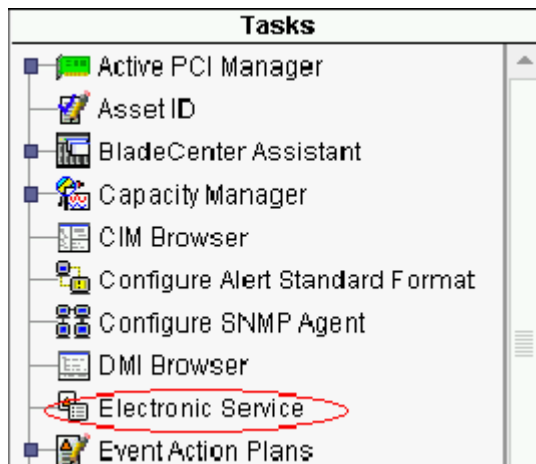 Tasks
Active PCI Manager
Asset ID
BladeCenter Assistant
Capacity Manager
CIM Browser
Configure Alert Standard Format
Configure SNMP Agent
DMI Browser
Electronic Service
Event Action Plans